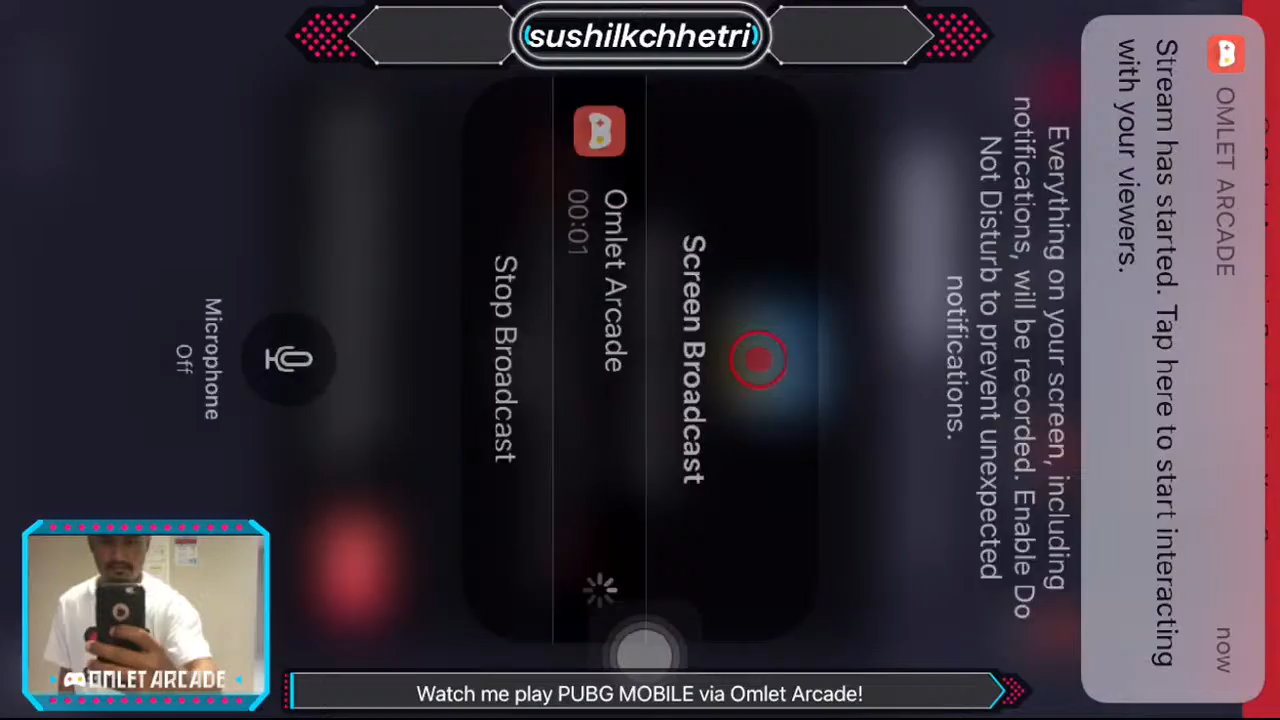 sushilkchhetri
OMLET ARCADE
now
Stream has started. Tap here to start interacting
with your viewers.
Everything on your screen, including
notifications, will be recorded. Enable Do
Not Disturb to prevent unexpected
notifications.
Screen Broadcast
Omlet Arcade
00:01
Stop Broadcast
Microphone
Off
OMLET ARCADE
Watch me play PUBG MOBILE via Omlet Arcade!